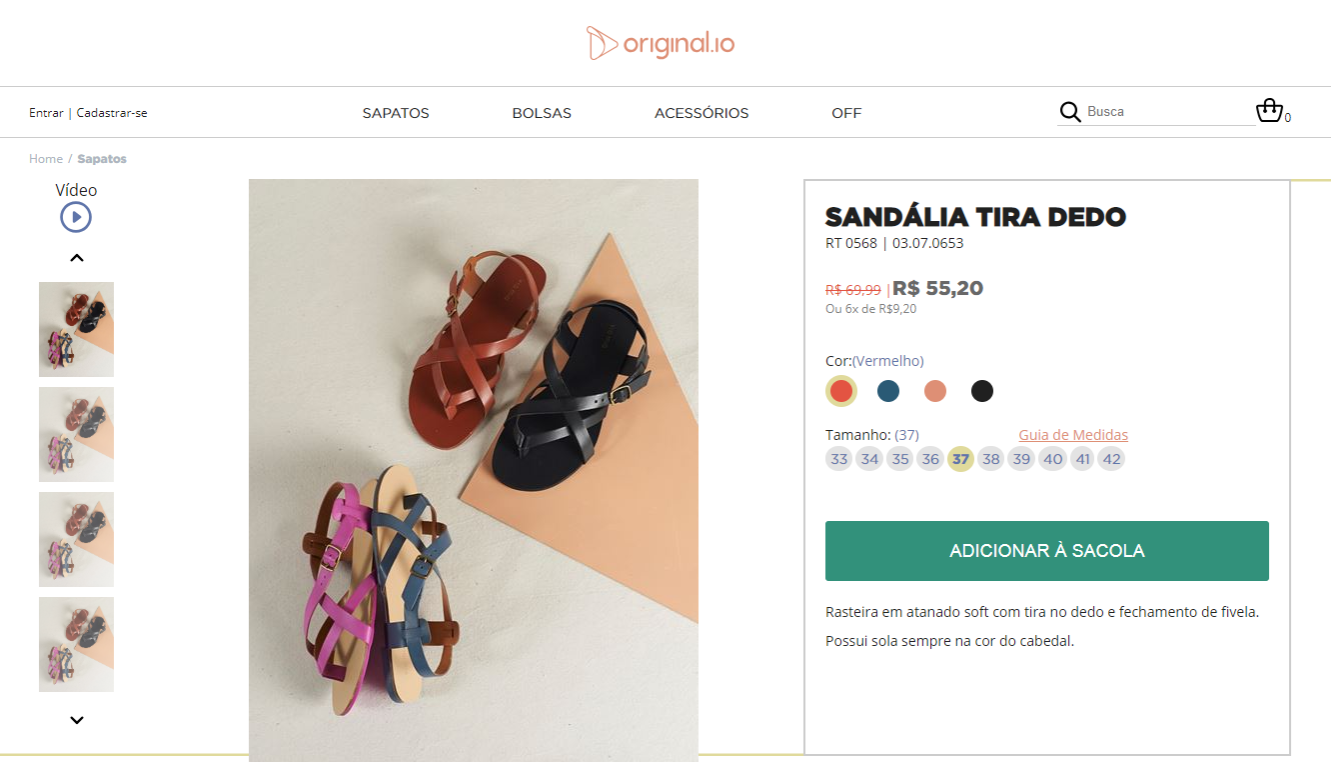 original.io
Entrar | Cadastrar-se
SAPATOS
BOLSAS
ACESSÓRIOS
OFF
Busca
0
Home / Sapatos
Vídeo
SANDÁLIA TIRA DEDO
RT 0568 | 03.07.0653
R$ 69,99 | R$ 55,20
Ou 6x de R$9,20
Cor:(Vermelho)
Tamanho: (37) Guia de Medidas
33 34 35 36 37 38 39 40 41 42
ADICIONAR À SACOLA
Rasteira em atanado soft com tira no dedo e fechamento de fivela.
Possui sola sempre na cor do cabedal.